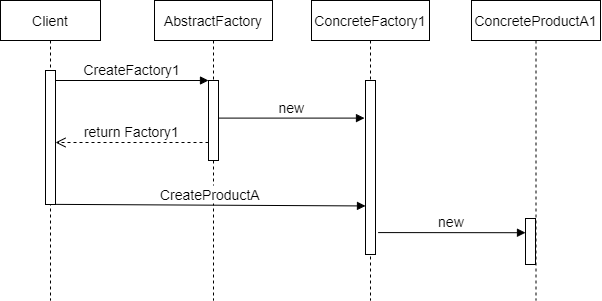 Client
AbstractFactory
ConcreteFactory1
ConcreteProductA1
CreateFactory1
new
return Factory1
CreateProductA
new